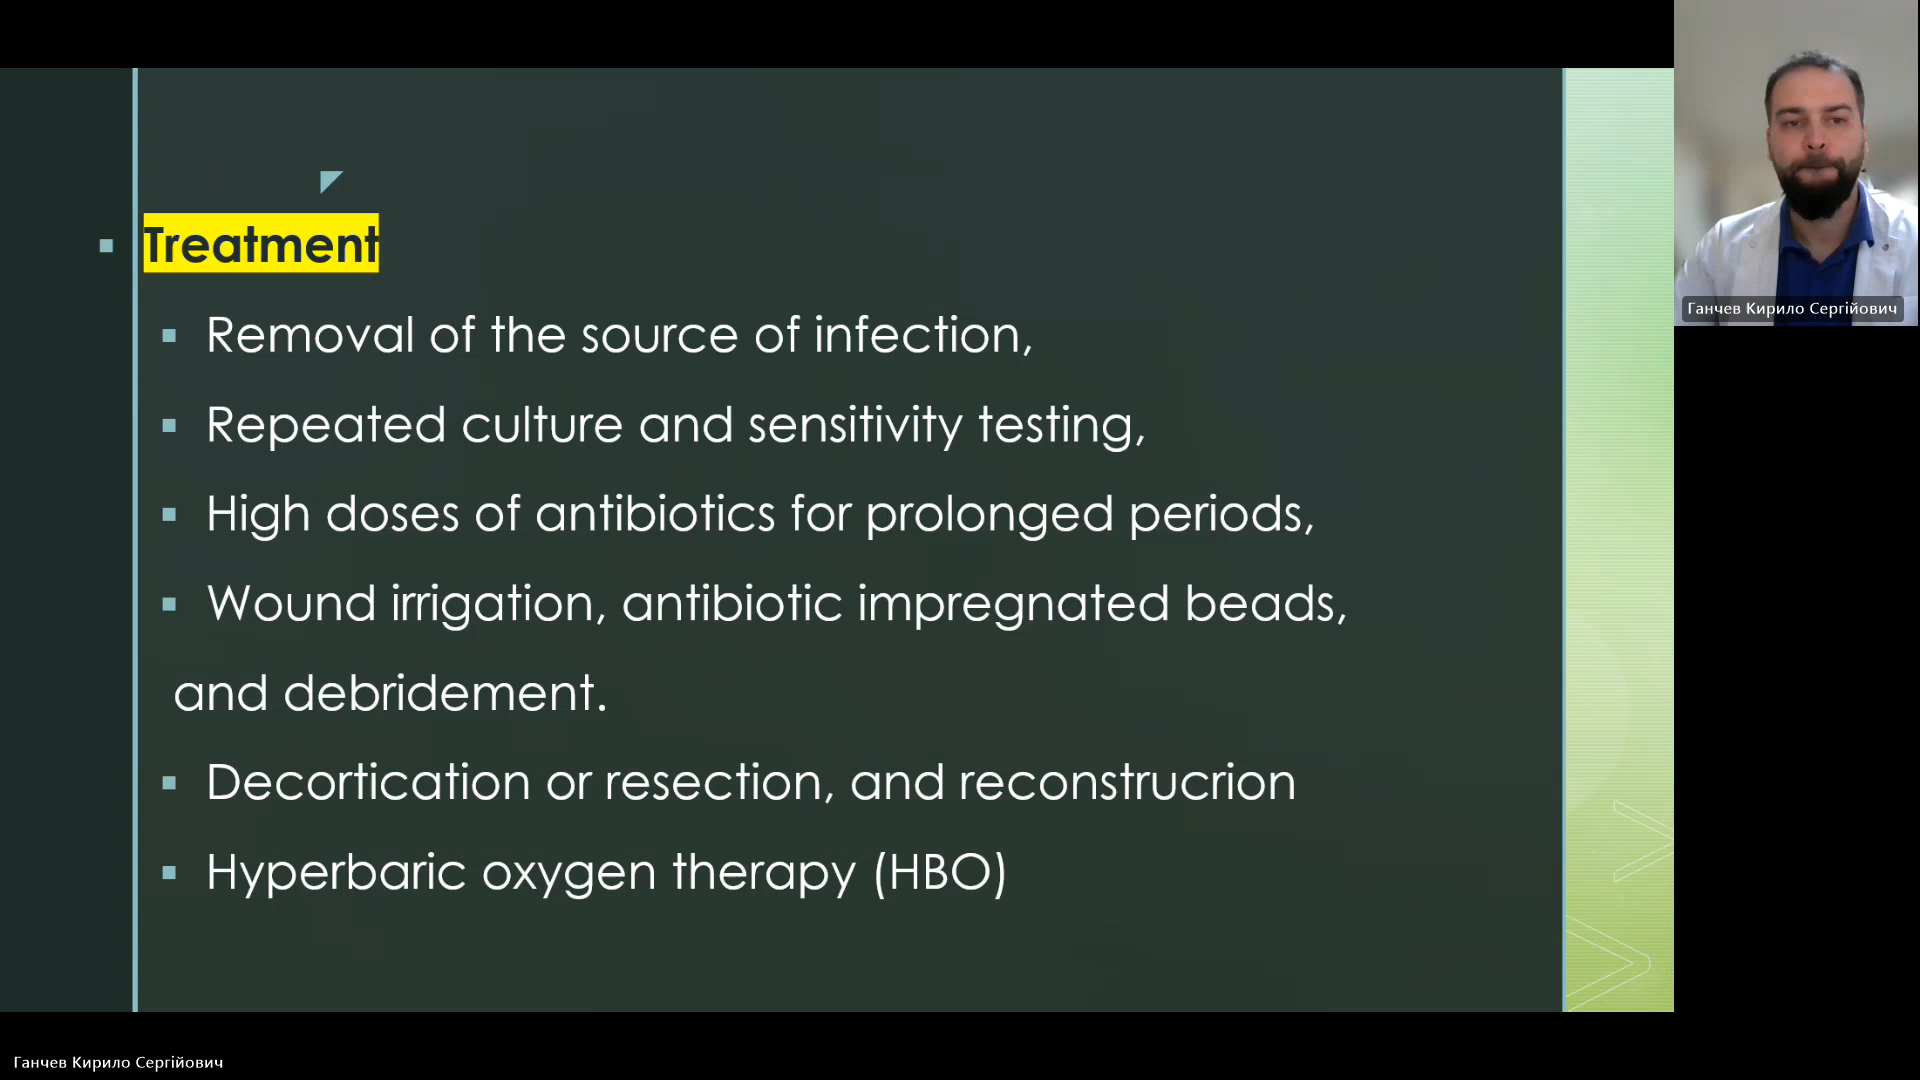 Treatment
Removal of the source of infection,
Repeated culture and sensitivity testing,
High doses of antibiotics for prolonged periods,
Wound irrigation, antibiotic impregnated beads,
and debridement.
Decortication or resection, and reconstrucrion
Hyperbaric oxygen therapy (HBO)
Ганчев Кирило Сергійович
Ганчев Кирило Сергійович